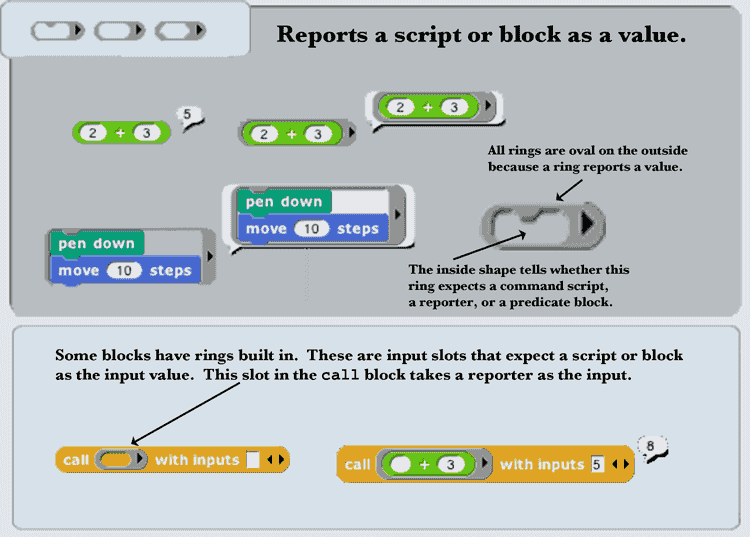 Reports a script or block as a value.
2 + 3
5
2 + 3
2 + 3
All rings are oval on the outside
because a ring reports a value.
pen down
move 10 steps
pen down
move 10 steps
The inside shape tells whether this
ring expects a command script,
a reporter, or a predicate block.
Some blocks have rings built in. These are input slots that expect a script or block
as the input value. This slot in the call block takes a reporter as the input.
call with inputs
call + 3 with inputs 5
8